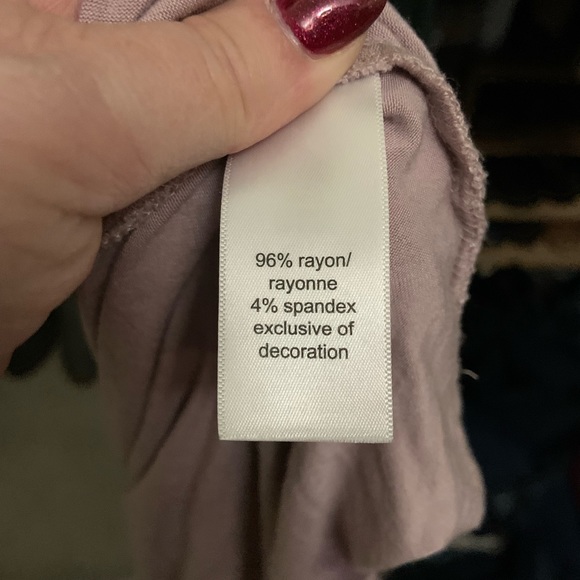 96% rayon/
rayonne
4% spandex
exclusive of
decoration